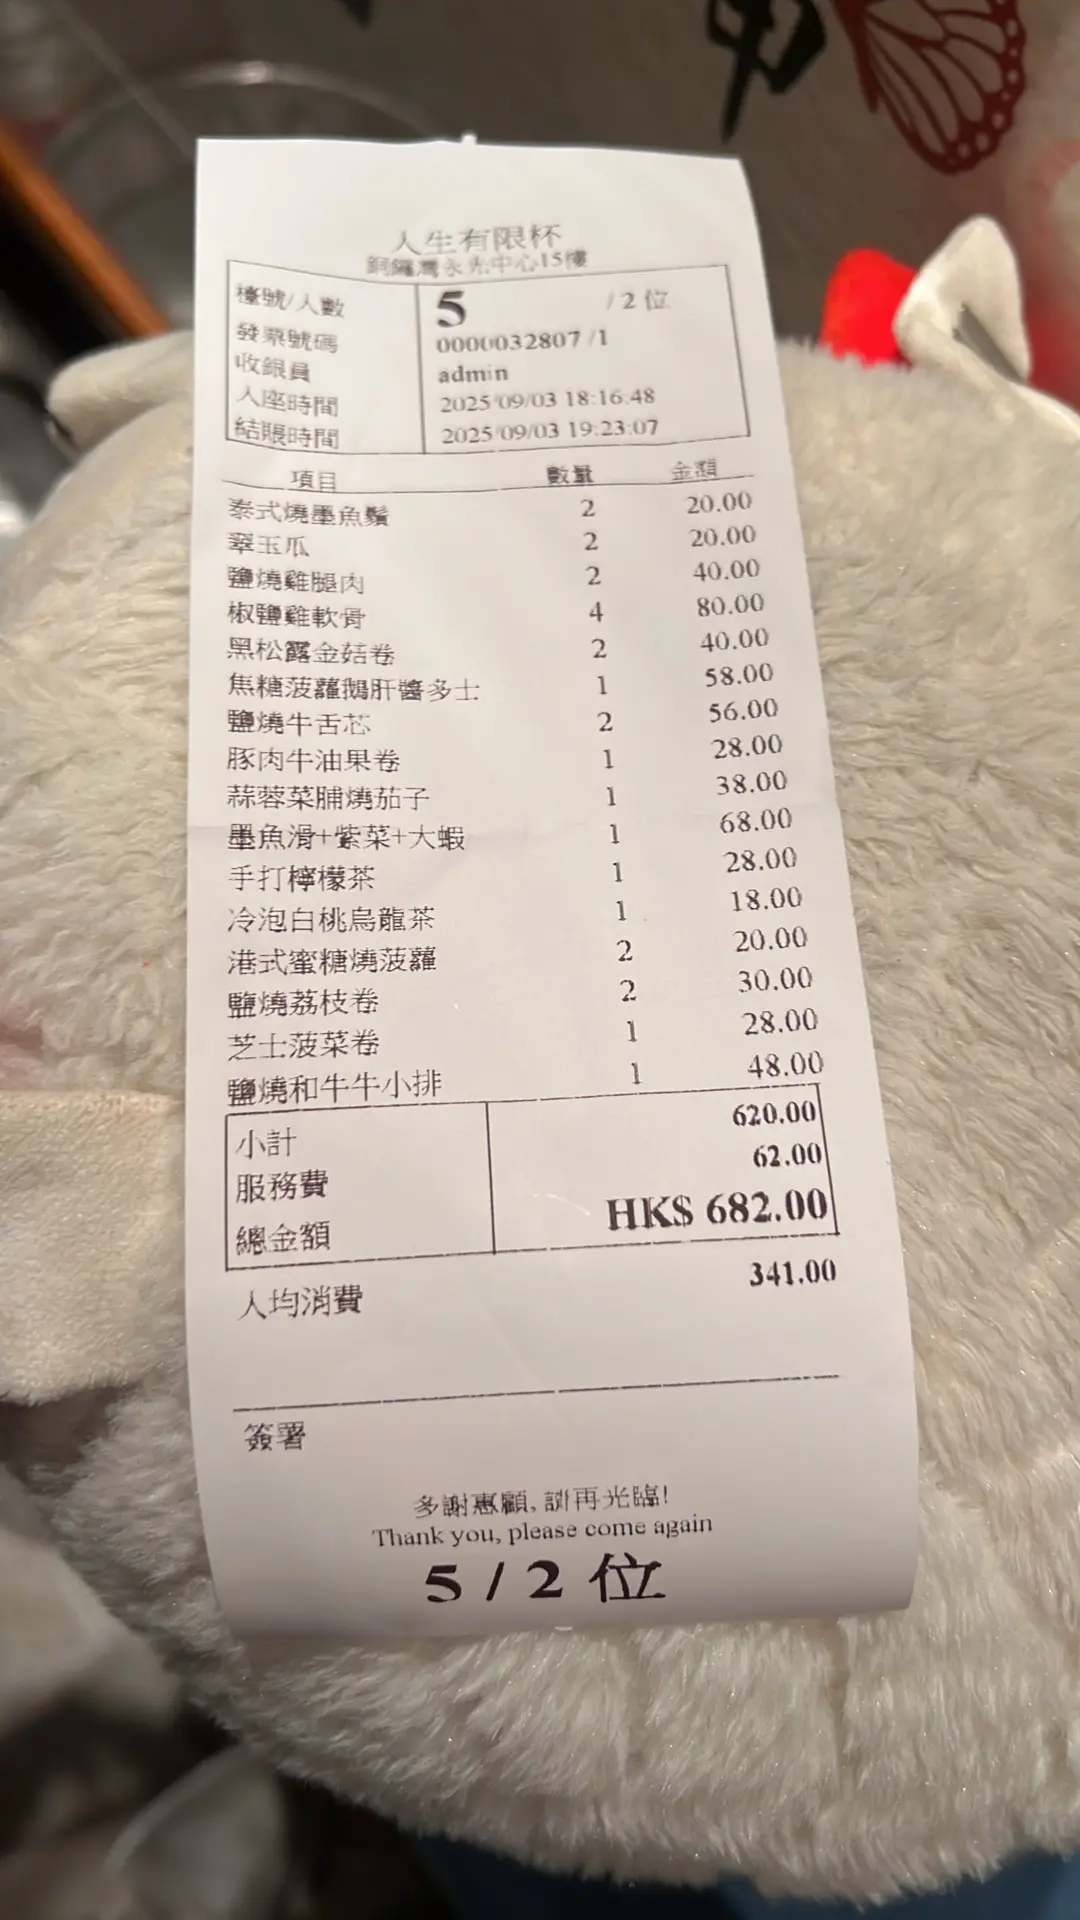 人生有限杯
銅鑼灣永光中心15樓
檯號/人數 5 /2位
發票號碼 0000032807 /1
收銀員 admin
入座時間 2025/09/03 18:16:48
結賬時間 2025/09/03 19:23:07
項目 數量 金額
泰式燒墨魚鬚 2 20.00
翠玉瓜 2 20.00
鹽燒雞腿肉 2 40.00
椒鹽雞軟骨 4 80.00
黑松露金菇卷 2 40.00
焦糖菠蘿鵝肝醬多士 1 58.00
鹽燒牛舌芯 2 56.00
豚肉牛油果卷 1 28.00
蒜蓉菜脯燒茄子 1 38.00
墨魚滑+紫菜+大蝦 1 68.00
手打檸檬茶 1 28.00
冷泡白桃烏龍茶 1 18.00
港式蜜糖燒菠蘿 2 20.00
鹽燒荔枝卷 2 30.00
芝士菠菜卷 1 28.00
鹽燒和牛牛小排 1 48.00
小計 620.00
服務費 62.00
總金額 HK$ 682.00
人均消費 341.00
簽署
多謝惠顧, 請再光臨!
Thank you, please come again
5 / 2 位